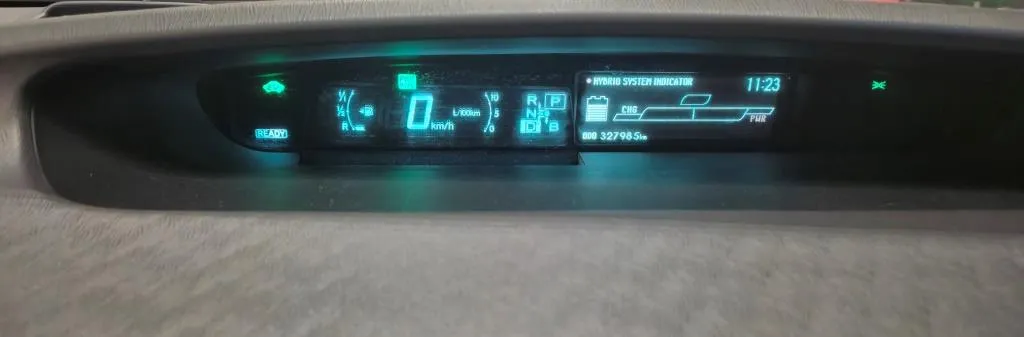 READY
1/1
1/2
R
0
km/h
L/100km
10
5
0
R
P
N
D
B
HYBRID SYSTEM INDICATOR
11:23
CHG
PWR
ODO 327985km